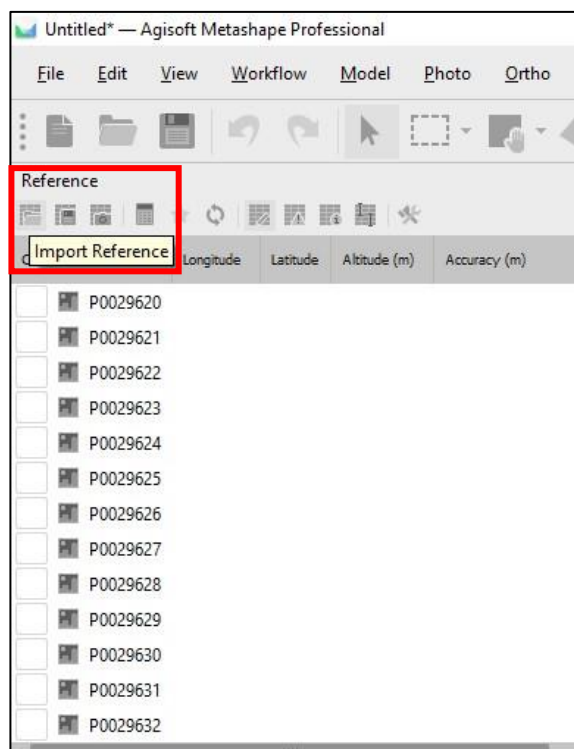 Untitled* — Agisoft Metashape Professional
File Edit View Workflow Model Photo Ortho
Reference
Import Reference Longitude Latitude Altitude (m) Accuracy (m)
P0029620
P0029621
P0029622
P0029623
P0029624
P0029625
P0029626
P0029627
P0029628
P0029629
P0029630
P0029631
P0029632